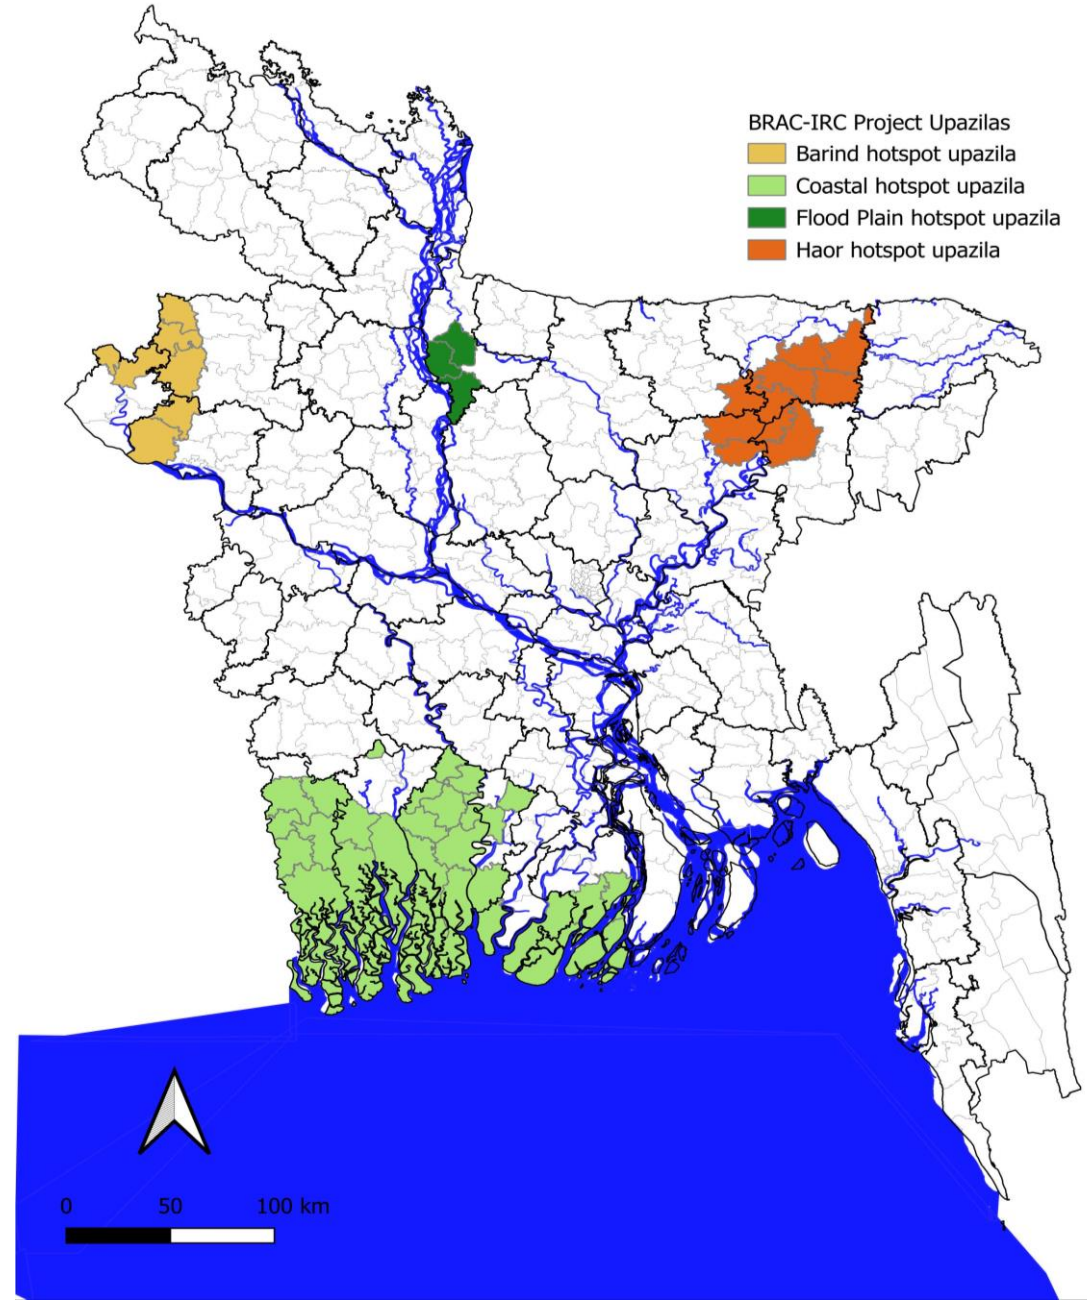 BRAC-IRC Project Upazilas
Barind hotspot upazila
Coastal hotspot upazila
Flood Plain hotspot upazila
Haor hotspot upazila
0 50 100 km